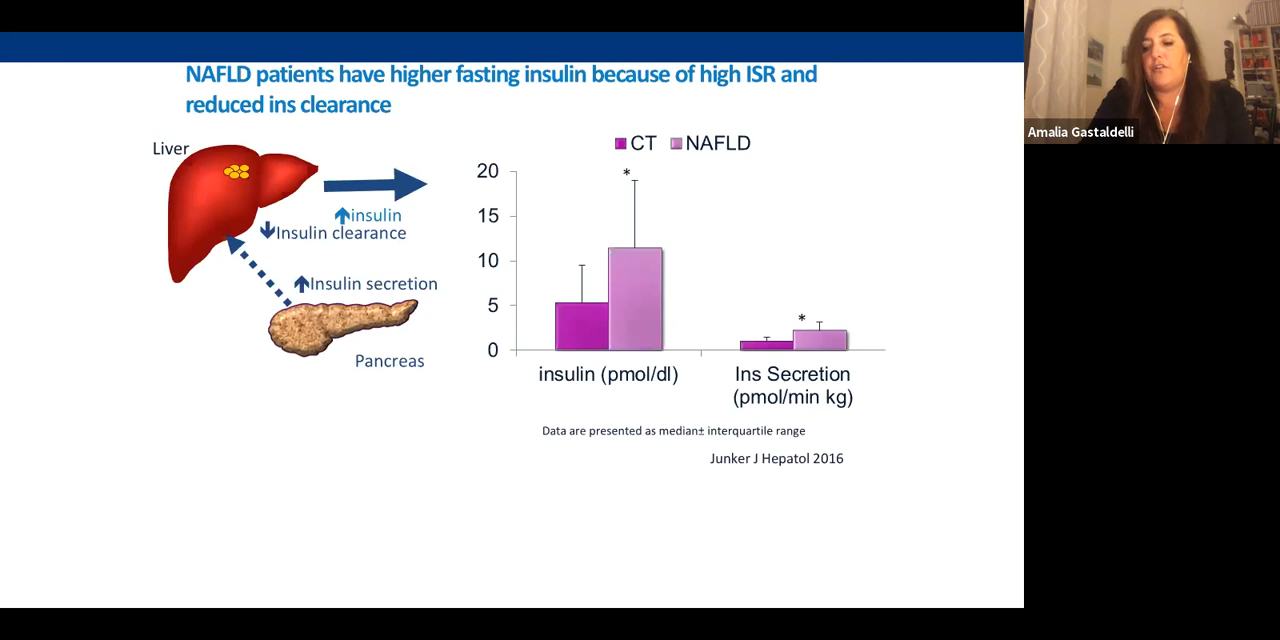 NAFLD patients have higher fasting insulin because of high ISR and
reduced ins clearance
Liver
insulin
Insulin clearance
Insulin secretion
Pancreas
CT NAFLD
20
15
10
5
0
*
*
insulin (pmol/dl)
Ins Secretion
(pmol/min kg)
Data are presented as median± interquartile range
Junker J Hepatol 2016
Amalia Gastaldelli